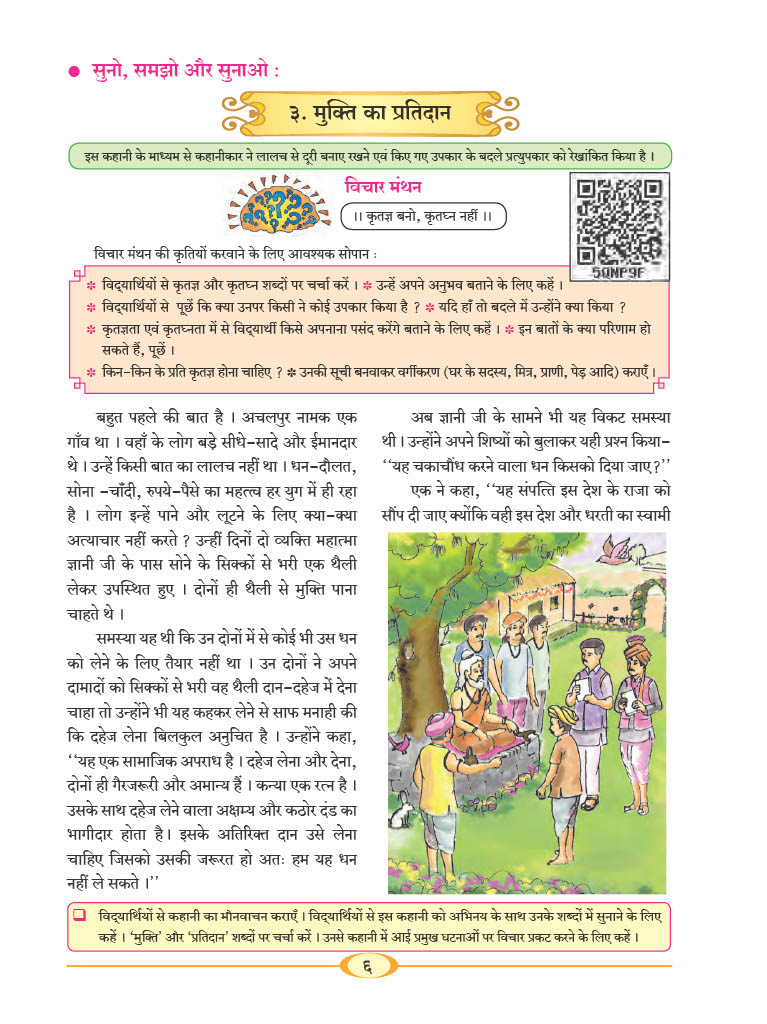 ● सुनो, समझो और सुनाओ :
३. मुक्ति का प्रतिदान
इस कहानी के माध्यम से कहानीकार ने लालच से दूरी बनाए रखने एवं किए गए उपकार के बदले प्रत्युपकार को रेखांकित किया है ।
विचार मंथन
।। कृतज्ञ बनो, कृतघ्न नहीं ।।
5QNP9F
विचार मंथन की कृतियों करवाने के लिए आवश्यक सोपान :
✽ विद्यार्थियों से कृतज्ञ और कृतघ्न शब्दों पर चर्चा करें । ✽ उन्हें अपने अनुभव बताने के लिए कहें ।
✽ विद्यार्थियों से पूछें कि क्या उनपर किसी ने कोई उपकार किया है ? ✽ यदि हाँ तो बदले में उन्होंने क्या किया ?
✽ कृतज्ञता एवं कृतघ्नता में से विद्यार्थी किसे अपनाना पसंद करेंगे बताने के लिए कहें । ✽ इन बातों के क्या परिणाम हो
सकते हैं, पूछें ।
✽ किन-किन के प्रति कृतज्ञ होना चाहिए ? ✽ उनकी सूची बनवाकर वर्गीकरण (घर के सदस्य, मित्र, प्राणी, पेड़ आदि) कराएँ ।
बहुत पहले की बात है । अचलपुर नामक एक
गाँव था । वहाँ के लोग बड़े सीधे-सादे और ईमानदार
थे । उन्हें किसी बात का लालच नहीं था । धन-दौलत,
सोना -चाँदी, रुपये-पैसे का महत्त्व हर युग में ही रहा
है । लोग इन्हें पाने और लूटने के लिए क्या-क्या
अत्याचार नहीं करते ? उन्हीं दिनों दो व्यक्ति महात्मा
ज्ञानी जी के पास सोने के सिक्कों से भरी एक थैली
लेकर उपस्थित हुए । दोनों ही थैली से मुक्ति पाना
चाहते थे ।
समस्या यह थी कि उन दोनों में से कोई भी उस धन
को लेने के लिए तैयार नहीं था । उन दोनों ने अपने
दामादों को सिक्कों से भरी वह थैली दान-दहेज में देना
चाहा तो उन्होंने भी यह कहकर लेने से साफ मनाही की
कि दहेज लेना बिलकुल अनुचित है । उन्होंने कहा,
‘‘यह एक सामाजिक अपराध है । दहेज लेना और देना,
दोनों ही गैरजरूरी और अमान्य हैं । कन्या एक रत्न है ।
उसके साथ दहेज लेने वाला अक्षम्य और कठोर दंड का
भागीदार होता है। इसके अतिरिक्त दान उसे लेना
चाहिए जिसको उसकी जरूरत हो अतः हम यह धन
नहीं ले सकते ।’’
अब ज्ञानी जी के सामने भी यह विकट समस्या
थी । उन्होंने अपने शिष्यों को बुलाकर यही प्रश्न किया-
‘‘यह चकाचौंध करने वाला धन किसको दिया जाए?’’
एक ने कहा, ‘‘यह संपत्ति इस देश के राजा को
सौंप दी जाए क्योंकि वही इस देश और धरती का स्वामी
❑ विद्यार्थियों से कहानी का मौनवाचन कराएँ । विद्यार्थियों से इस कहानी को अभिनय के साथ उनके शब्दों में सुनाने के लिए
कहें । ‘मुक्ति’ और ‘प्रतिदान’ शब्दों पर चर्चा करें । उनसे कहानी में आई प्रमुख घटनाओं पर विचार प्रकट करने के लिए कहें ।
६